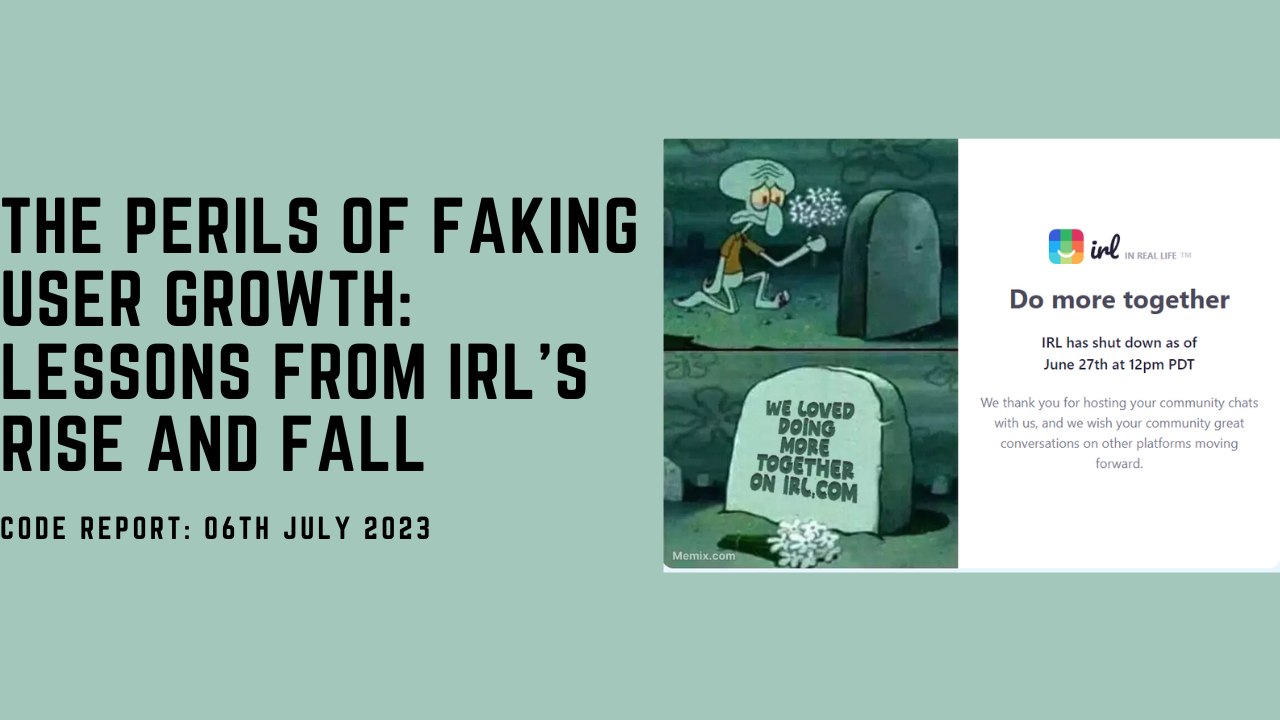 THE PERILS OF FAKING
USER GROWTH:
LESSONS FROM IRL'S
RISE AND FALL
CODE REPORT: 06TH JULY 2023
WE LOVED
DOING
MORE
TOGETHER
ON IRL.COM
Memix.com
irl IN REAL LIFE ™
Do more together
IRL has shut down as of
June 27th at 12pm PDT
We thank you for hosting your community chats
with us, and we wish your community great
conversations on other platforms moving
forward.